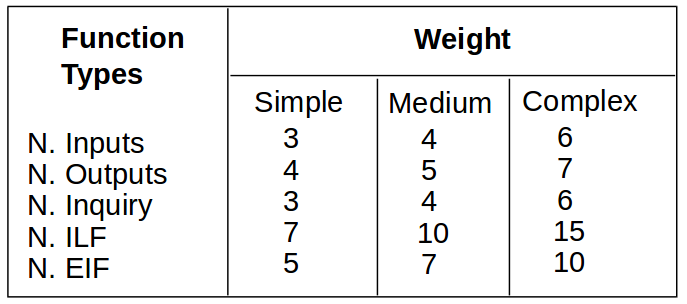 Function Types Weight
Simple Medium Complex
N. Inputs 3 4 6
N. Outputs 4 5 7
N. Inquiry 3 4 6
N. ILF 7 10 15
N. EIF 5 7 10